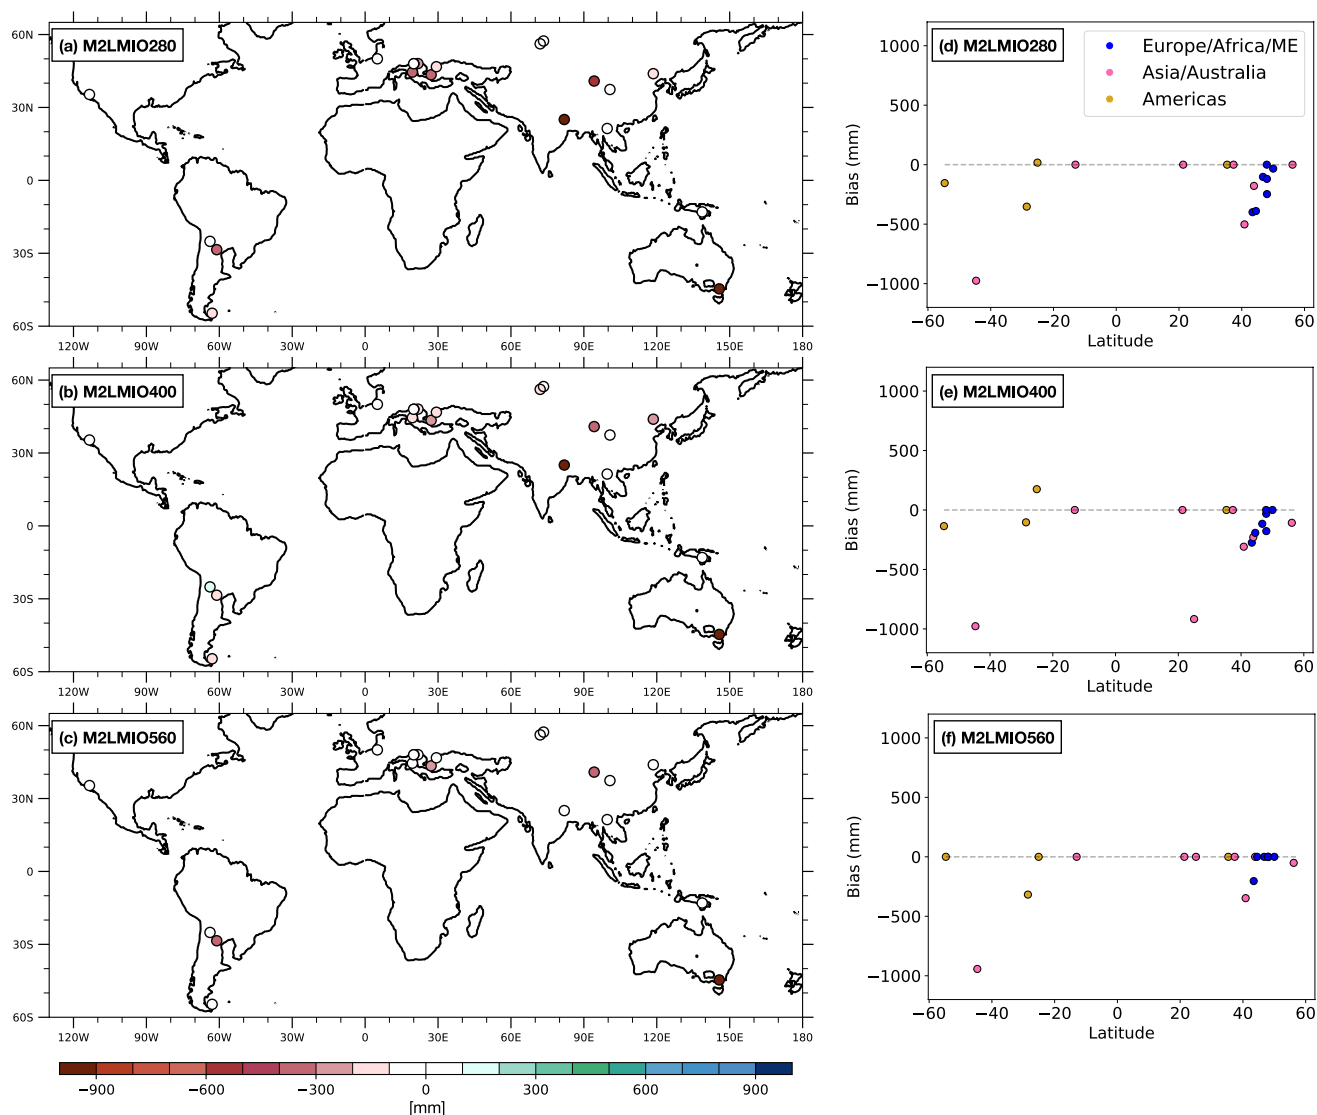 (a) M2LMIO280
60N
30N
0
30S
60S
120W 90W 60W 30W 0 30E 60E 90E 120E 150E 180
(d) M2LMIO280
Europe/Africa/ME
Asia/Australia
Americas
1000
500
0
−500
−1000
Bias (mm)
−60 −40 −20 0 20 40 60
Latitude
(b) M2LMIO400
60N
30N
0
30S
60S
120W 90W 60W 30W 0 30E 60E 90E 120E 150E 180
(e) M2LMIO400
1000
500
0
−500
−1000
Bias (mm)
−60 −40 −20 0 20 40 60
Latitude
(c) M2LMIO560
60N
30N
0
30S
60S
120W 90W 60W 30W 0 30E 60E 90E 120E 150E 180
(f) M2LMIO560
1000
500
0
−500
−1000
Bias (mm)
−60 −40 −20 0 20 40 60
Latitude
−900 −600 −300 0 300 600 900
[mm]